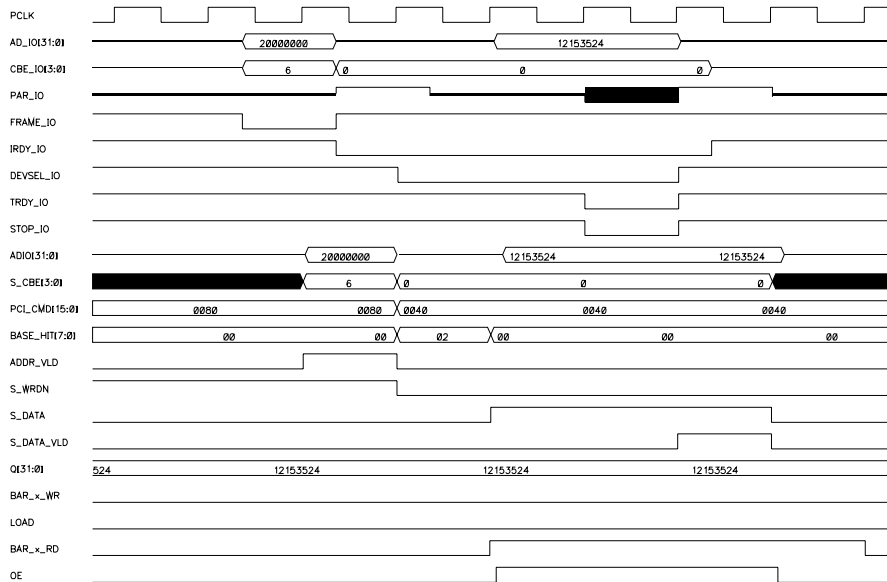 PCLK
AD_IO[31:0] 20000000 12153524
CBE_IO[3:0] 6 0 0 0
PAR_IO
FRAME_IO
IRDY_IO
DEVSEL_IO
TRDY_IO
STOP_IO
ADIO[31:0] 20000000 12153524 12153524
S_CBE[3:0] 6 0 0 0
PCI_CMD[15:0] 0080 0080 0040 0040 0040
BASE_HIT[7:0] 00 00 02 00 00 00
ADDR_VLD
S_WRDN
S_DATA
S_DATA_VLD
Q[31:0] 524 12153524 12153524 12153524
BAR_x_WR
LOAD
BAR_x_RD
OE